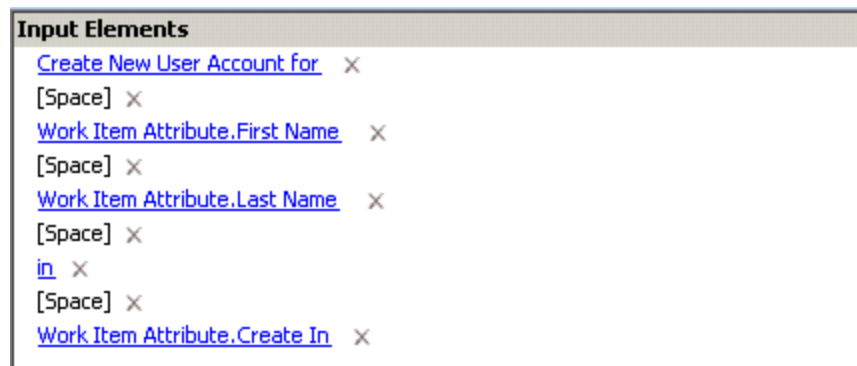 Input Elements
Create New User Account for
[Space]
Work Item Attribute.First Name
[Space]
Work Item Attribute.Last Name
[Space]
in
[Space]
Work Item Attribute.Create In